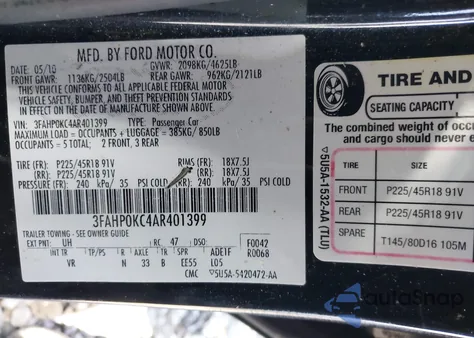 MFD. BY FORD MOTOR CO.
DATE: 05/10 GVWR: 2098KG/4625LB
FRONT GAWR: 1136KG/2504LB REAR GAWR: 962KG/2121LB
THIS VEHICLE CONFORMS TO ALL APPLICABLE FEDERAL MOTOR
VEHICLE SAFETY, BUMPER, AND THEFT PREVENTION STANDARDS
IN EFFECT ON THE DATE OF MANUFACTURE SHOWN ABOVE.
VIN: 3FAHP0KC4AR401399 TYPE: Passenger Car
MAXIMUM LOAD = OCCUPANTS + LUGGAGE = 385KG/850LB
OCCUPANTS = 5 TOTAL; 2 FRONT, 3 REAR
TIRE (FR): P225/45R18 91V RIMS (FR): 18X7.5J
(RR): P225/45R18 91V (RR): 18X7.5J
PRESSURE (FR): 240 kPa/ 35 PSI COLD (RR): 240 kPa/ 35 PSI COLD
3FAHP0KC4AR401399
TRAILER TOWING - SEE OWNER GUIDE
EXT PNT: UH RC: 47 DSO: F0042
INT TR TP/PS R AXLE TR SPR ADE1F R0068
VR N 33 B EE55 L05
CMC 5U5A-5420472-AA
TIRE AND
SEATING CAPACITY
The combined weight of occu
and cargo should never
5U5A-1532-AA (TLU)
TIRE SIZE
FRONT P225/45R18 91V
REAR P225/45R18 91V
SPARE T145/80D16 105M
AutoSnap